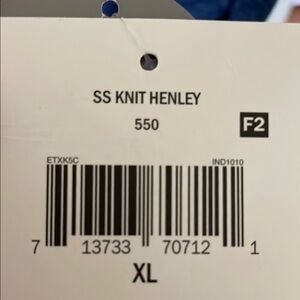 SS KNIT HENLEY
550
F2
ETXK5C IND1010
7 13733 70712 1
XL